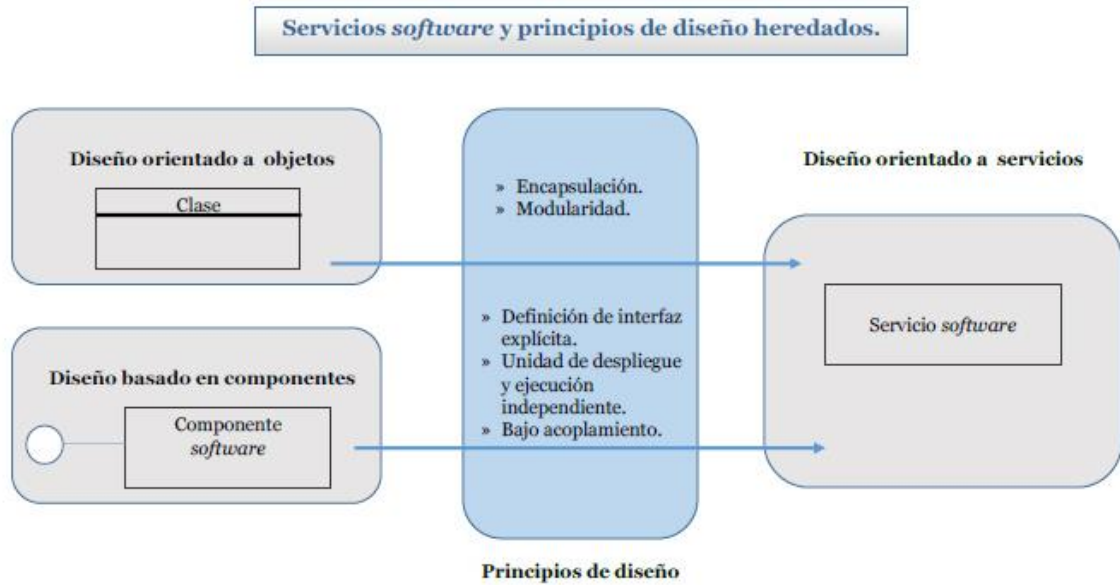 Servicios software y principios de diseño heredados.
Diseño orientado a objetos
Clase
Diseño basado en componentes
Componente
software
» Encapsulación.
» Modularidad.
» Definición de interfaz
explícita.
» Unidad de despliegue
y ejecución
independiente.
» Bajo acoplamiento.
Principios de diseño
Diseño orientado a servicios
Servicio software